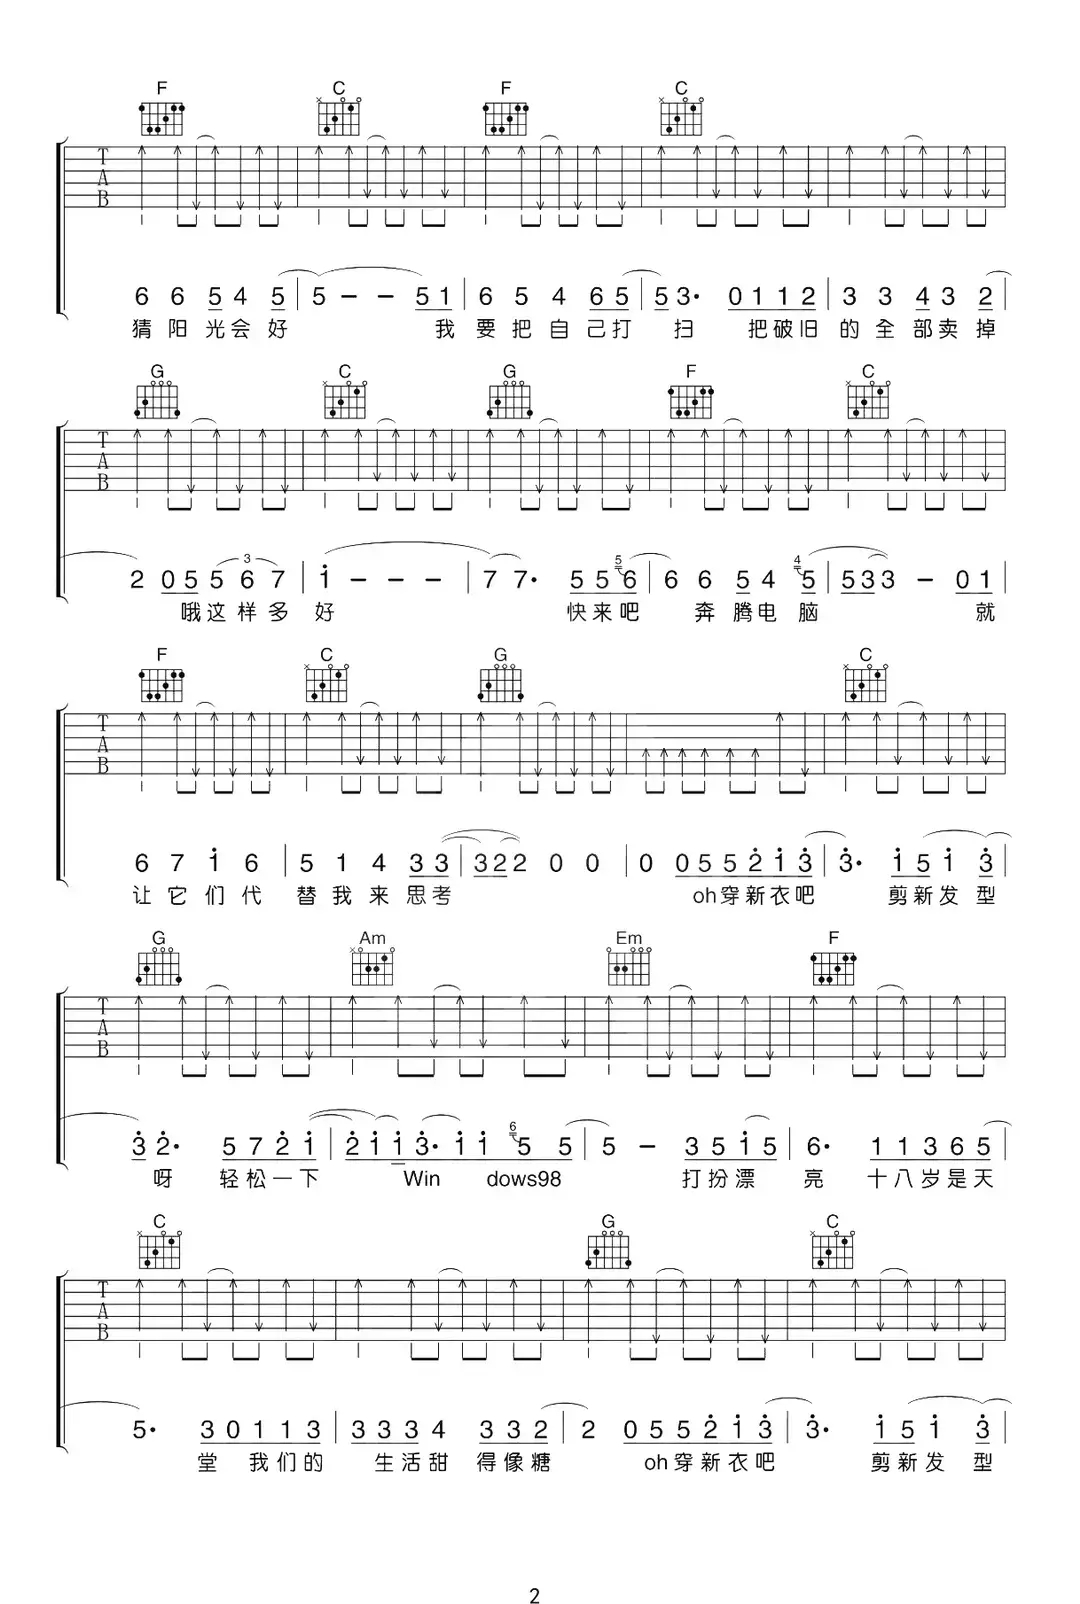 F C F C
T
A
B
6 6 5 4 5 | 5 – – 5 1 | 6 5 4 6 5 | 5 3· 0 1 1 2 | 3 3 4 3 2 |
猜 阳 光 会 好 我 要 把 自 己 打 扫 把 破 旧 的 全 部 卖 掉
G C G F C
T
A
B
3 5 4
2 0 5 5 6 7 | i – – – | 7 7· 5 5 6 | 6 6 5 4 5 | 5 3 3 – 0 1 |
哦 这 样 多 好 快 来 吧 奔 腾 电 脑 就
F C G C
T
A
B
6 7 i 6 | 5 1 4 3 3 | 3 2 2 0 0 | 0 0 5 5 2̇ i 3̇ | 3̇· i 5 i 3̇ |
让 它 们 代 替 我 来 思 考 oh 穿 新 衣 吧 剪 新 发 型
G Am Em F
T
A
B
6
3̇ 2̇· 5 7 2̇ i | 2̇ i i 3̇· i i 5 5 | 5 – 3 5 i 5 | 6· 1 1 3 6 5 |
呀 轻 松 一 下 Win dows98 打 扮 漂 亮 十 八 岁 是 天
C G C
T
A
B
5· 3 0 1 1 3 | 3 3 3 4 3 3 2 | 2 0 5 5 2̇ i 3̇ | 3̇· i 5 i 3̇ |
堂 我 们 的 生 活 甜 得 像 糖 oh 穿 新 衣 吧 剪 新 发 型
2